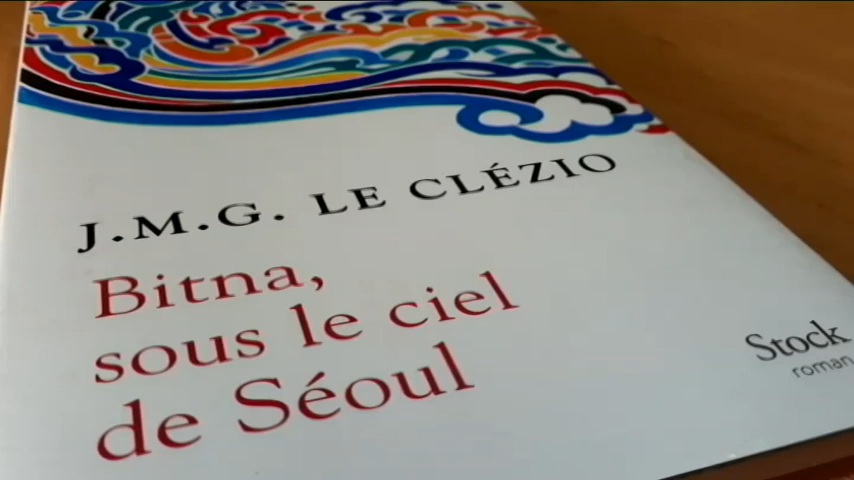 J.M.G. LE CLÉZIO
Bitna,
sous le ciel
de Séoul
Stock
roman